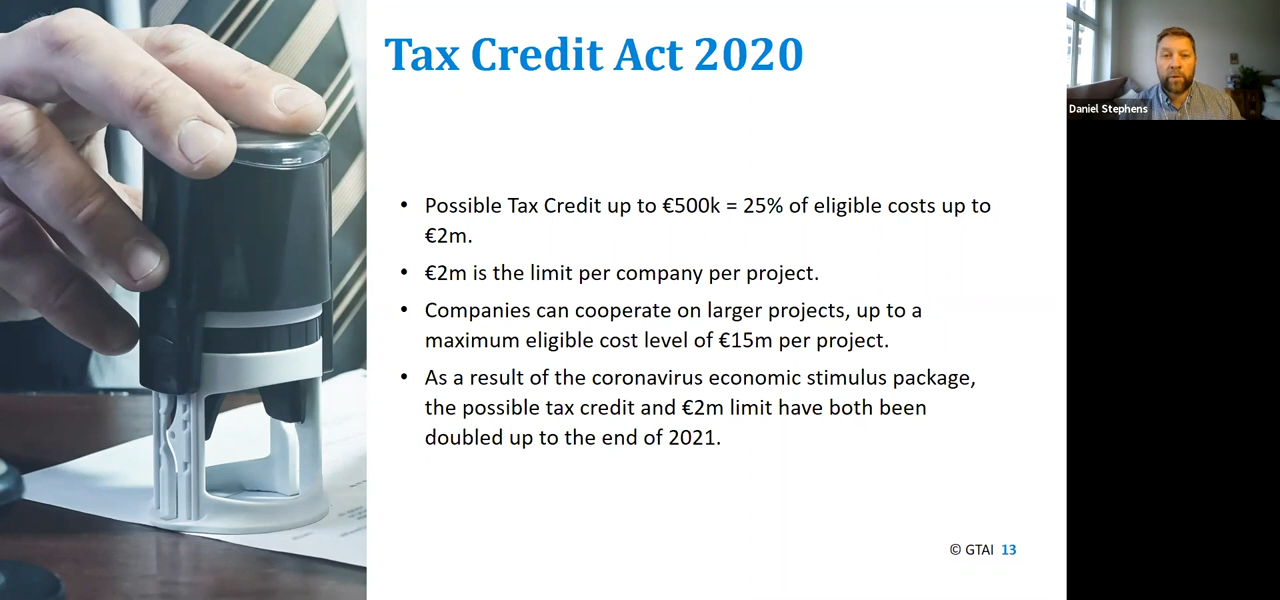 Tax Credit Act 2020
Daniel Stephens
• Possible Tax Credit up to €500k = 25% of eligible costs up to
€2m.
• €2m is the limit per company per project.
• Companies can cooperate on larger projects, up to a
maximum eligible cost level of €15m per project.
• As a result of the coronavirus economic stimulus package,
the possible tax credit and €2m limit have both been
doubled up to the end of 2021.
© GTAI 13